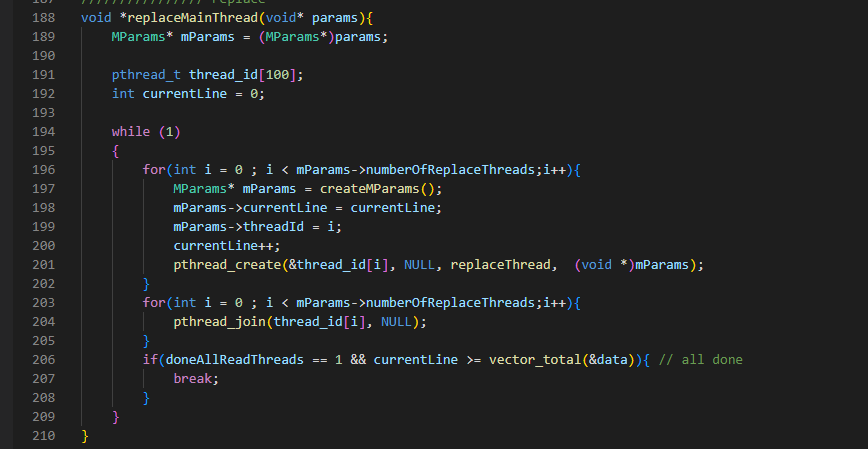 187 //////////////// replace
188 void *replaceMainThread(void* params){
189     MParams* mParams = (MParams*)params;
190
191     pthread_t thread_id[100];
192     int currentLine = 0;
193
194     while (1)
195     {
196         for(int i = 0 ; i < mParams->numberOfReplaceThreads;i++){
197             MParams* mParams = createMParams();
198             mParams->currentLine = currentLine;
199             mParams->threadId = i;
200             currentLine++;
201             pthread_create(&thread_id[i], NULL, replaceThread,  (void *)mParams);
202         }
203         for(int i = 0 ; i < mParams->numberOfReplaceThreads;i++){
204             pthread_join(thread_id[i], NULL);
205         }
206         if(doneAllReadThreads == 1 && currentLine >= vector_total(&data)){ // all done
207             break;
208         }
209     }
210 }